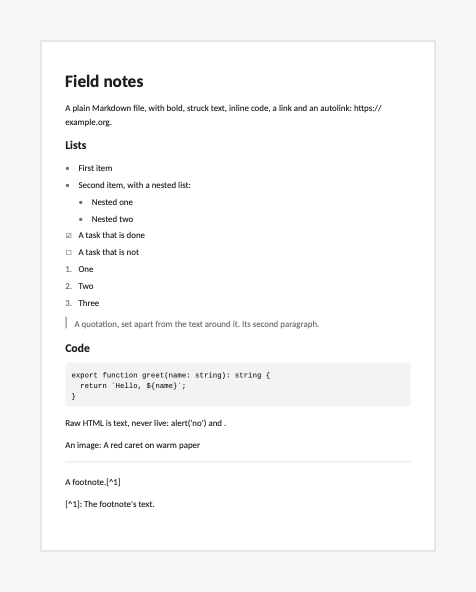 Field notes
A plain Markdown file, with bold, struck text, inline code, a link and an autolink: https://
example.org.
Lists
• First item
• Second item, with a nested list:
• Nested one
• Nested two
☑ A task that is done
☐ A task that is not
1. One
2. Two
3. Three
A quotation, set apart from the text around it. Its second paragraph.
Code
export function greet(name: string): string {
  return `Hello, ${name}`;
}
Raw HTML is text, never live: alert('no') and .
An image: A red caret on warm paper
A footnote.[^1]
[^1]: The footnote's text.